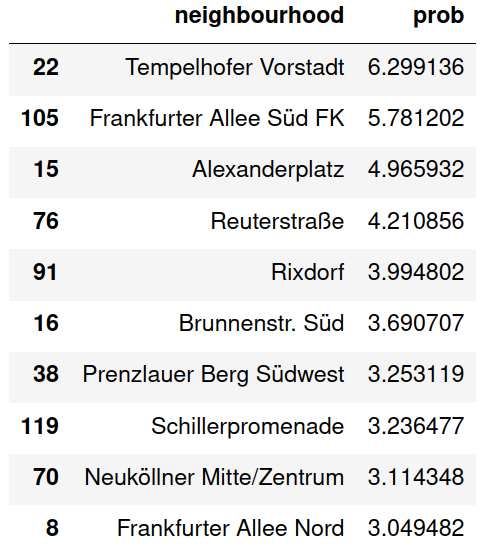 neighbourhood prob
22 Tempelhofer Vorstadt 6.299136
105 Frankfurter Allee Süd FK 5.781202
15 Alexanderplatz 4.965932
76 Reuterstraße 4.210856
91 Rixdorf 3.994802
16 Brunnenstr. Süd 3.690707
38 Prenzlauer Berg Südwest 3.253119
119 Schillerpromenade 3.236477
70 Neuköllner Mitte/Zentrum 3.114348
8 Frankfurter Allee Nord 3.049482